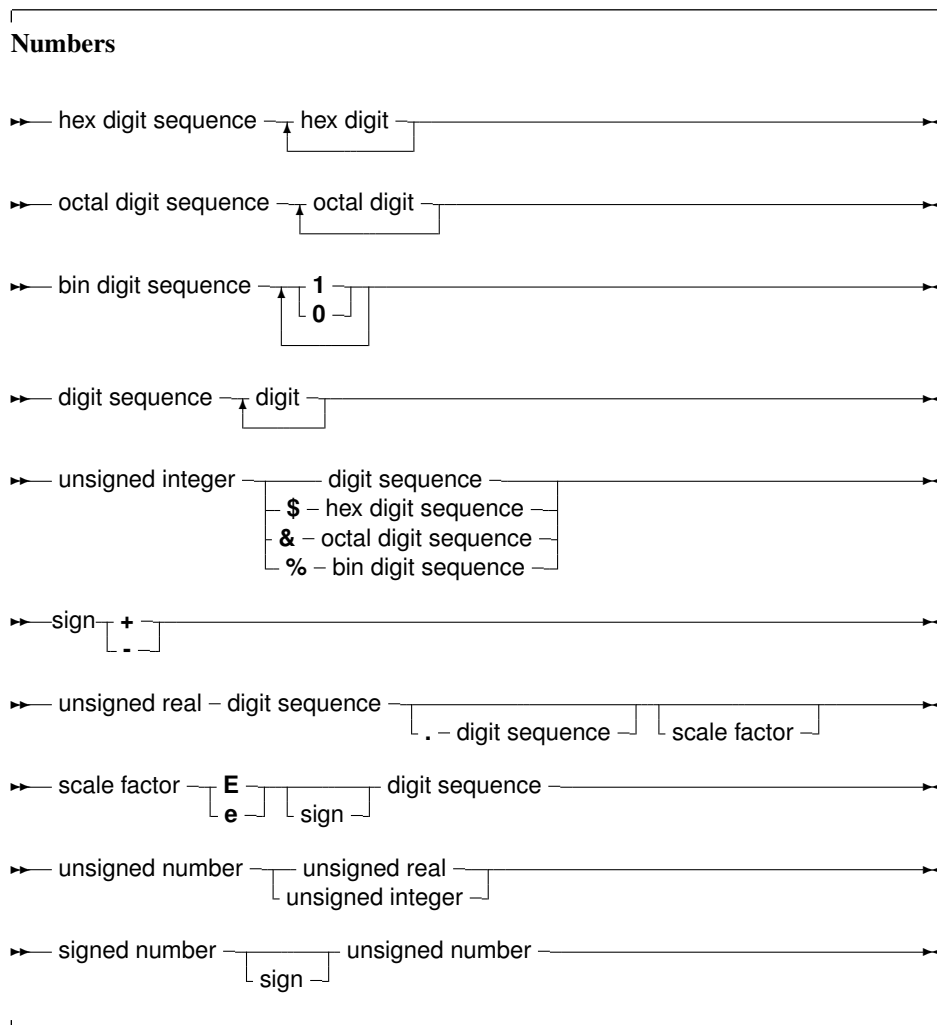 Numbers
hex digit sequence hex digit
octal digit sequence octal digit
bin digit sequence 1
0
digit sequence digit
unsigned integer digit sequence
$ hex digit sequence
& octal digit sequence
% bin digit sequence
sign +
-
unsigned real digit sequence
. digit sequence scale factor
scale factor E digit sequence
e sign
unsigned number unsigned real
unsigned integer
signed number unsigned number
sign